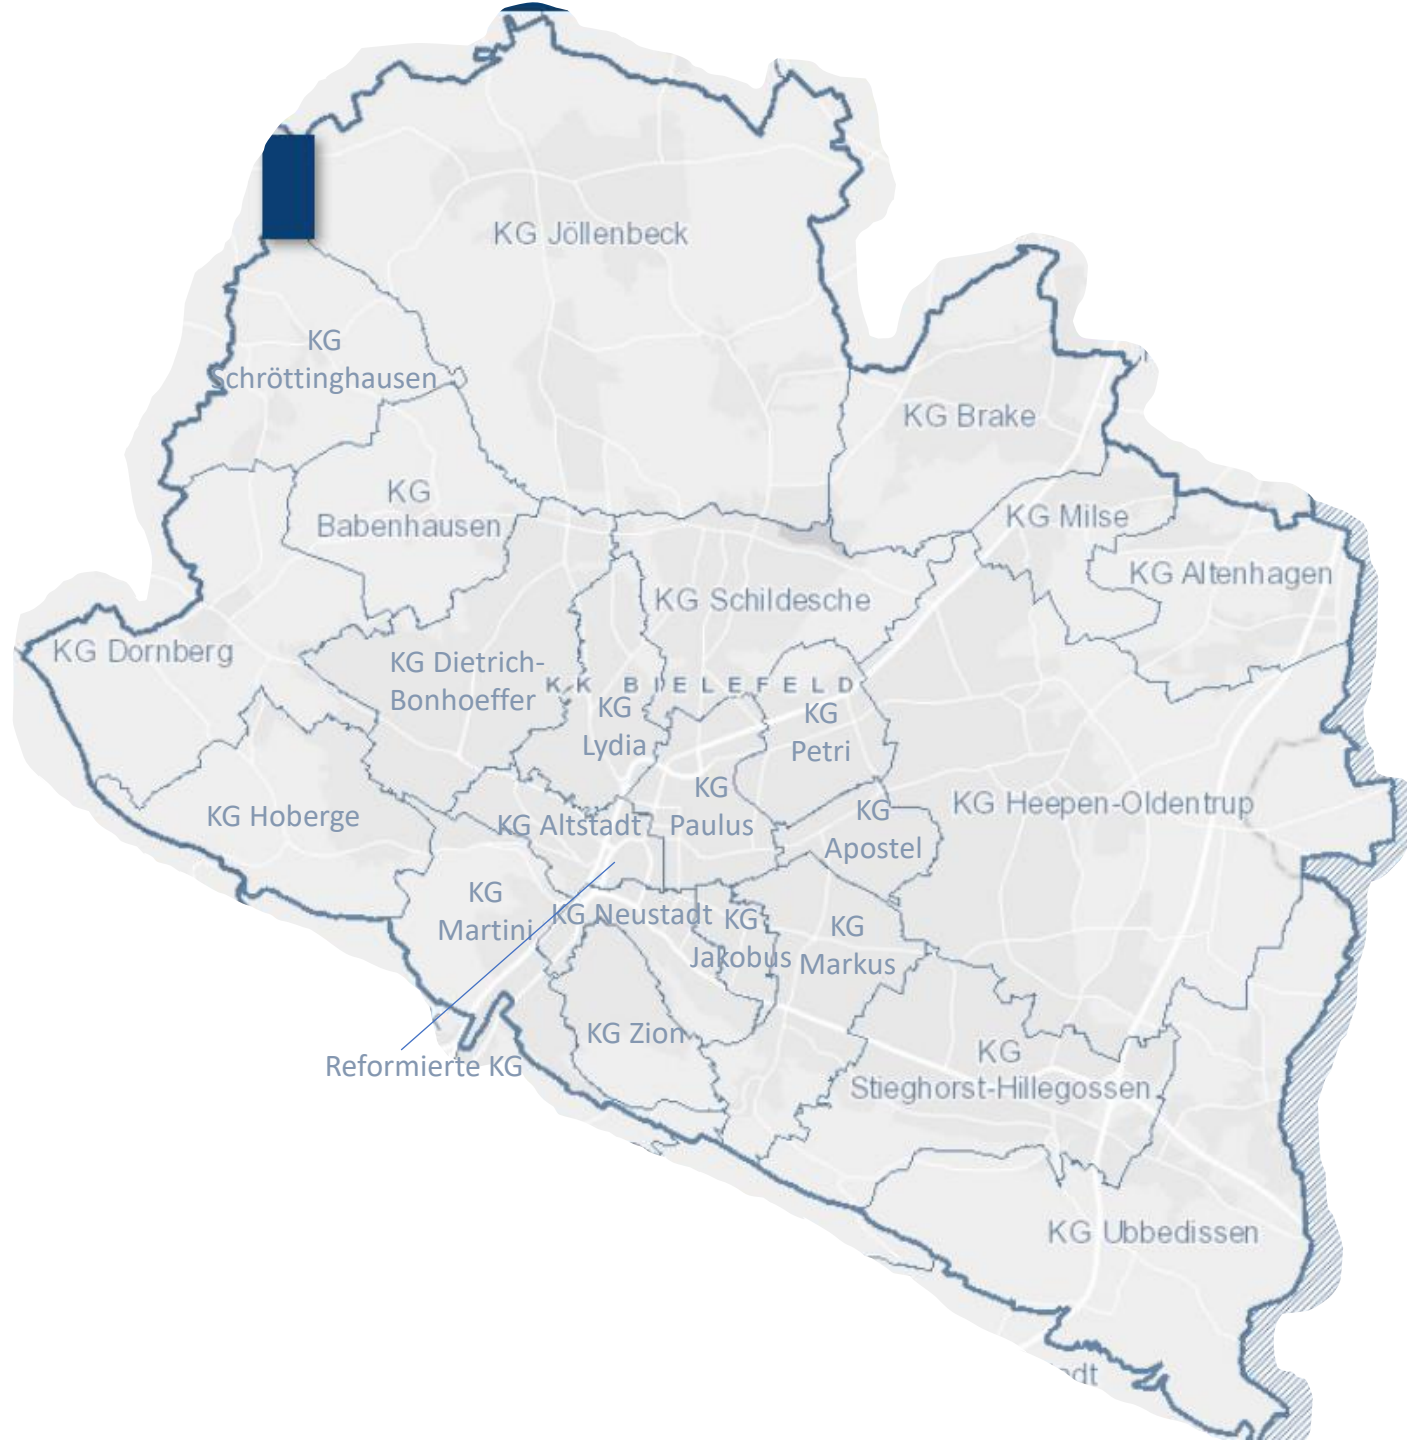 KG Jöllenbeck
KG
Schröttinghausen
KG Brake
KG
Babenhausen
KG Milse
KG Altenhagen
KG Schildesche
KG Dornberg
KG Dietrich-
Bonhoeffer
KK BIELEFELD
KG
Lydia
KG
Petri
KG
Paulus
KG Hoberge
KG Altstadt
KG
Apostel
KG Heepen-Oldentrup
KG
Martini
KG Neustadt
KG
Jakobus
KG
Markus
KG Zion
Reformierte KG
KG
Stieghorst-Hillegossen
KG Ubbedissen